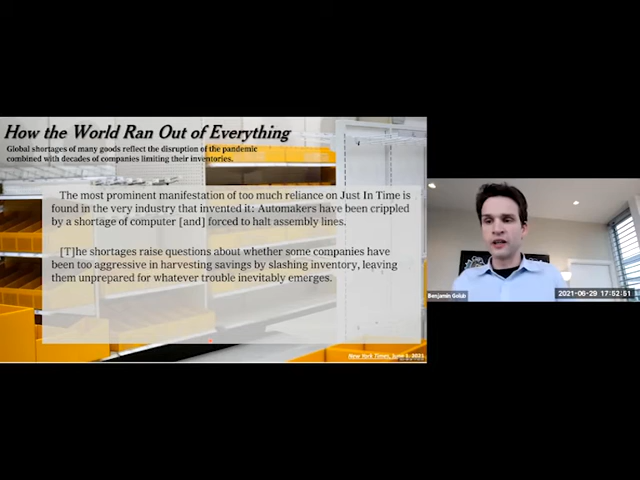 How the World Ran Out of Everything
Global shortages of many goods reflect the disruption of the pandemic
combined with decades of companies limiting their inventories.
The most prominent manifestation of too much reliance on Just In Time is
found in the very industry that invented it: Automakers have been crippled
by a shortage of computer [and] forced to halt assembly lines.
[T]he shortages raise questions about whether some companies have
been too aggressive in harvesting savings by slashing inventory, leaving
them unprepared for whatever trouble inevitably emerges.
New York Times, June 1, 2021
Benjamin Golub
2021-06-29 17:52:51